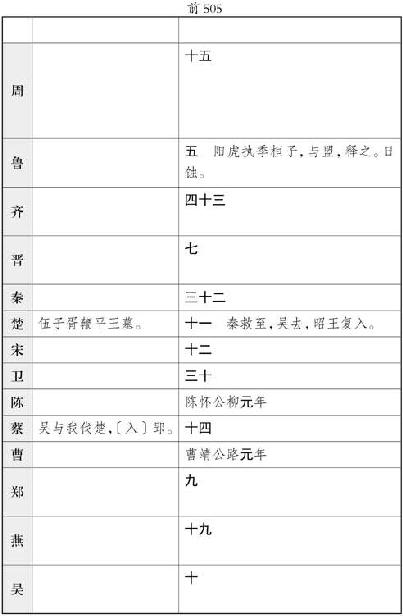 前 505
周
十五
鲁
五 阳虎执季桓子，与盟，释之。日
蚀。
齐
四十三
晋
七
秦
三十二
楚 伍子胥鞭平王墓。 十一 秦救至，吴去，昭王复入。
宋
十二
卫
三十
陈
陈怀公柳元年
蔡 吴与我伐楚，〔入〕郢。 十四
曹
曹靖公路元年
郑
九
燕
十九
吴
十